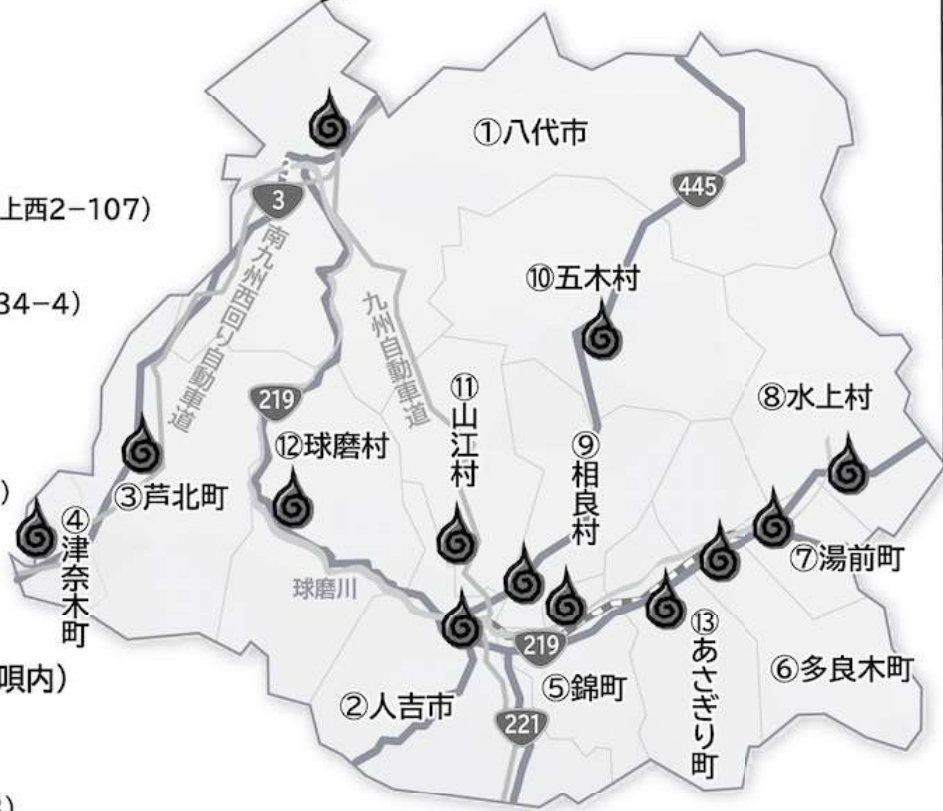 ①八代市
445
上西2−107)
3
⑩五木村
34−4)
南九州西回り自動車道
九州自動車道
⑪山江村
219
⑧水上村
⑫球磨村
⑨相良村
)
③芦北町
④津奈木町
⑦湯前町
球磨川
⑬あさぎり町
219
⑥多良木町
唄内)
⑤錦町
②人吉市
221